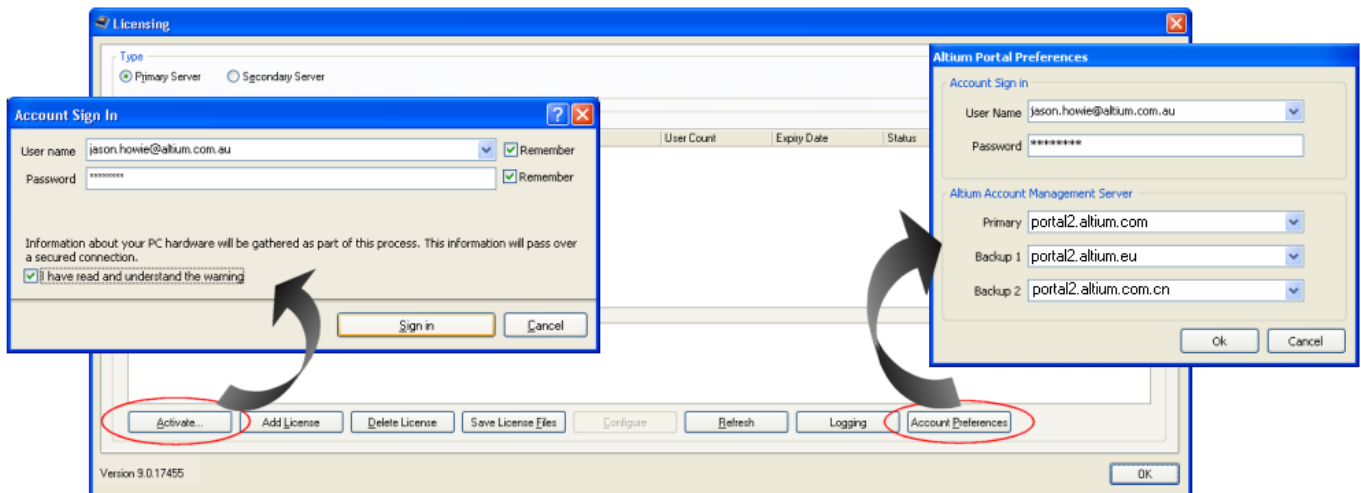 Licensing
Type
Primary Server
Secondary Server
User Count
Expiry Date
Status
Account Sign In
User name
jason.howie@altium.com.au
Remember
Password
********
Remember
Information about your PC hardware will be gathered as part of this process. This information will pass over
a secured connection.
I have read and understand the warning
Sign in
Cancel
Altium Portal Preferences
Account Sign in
User Name
jason.howie@altium.com.au
Password
********
Altium Account Management Server
Primary
portal2.altium.com
Backup 1
portal2.altium.eu
Backup 2
portal2.altium.com.cn
Ok
Cancel
Activate...
Add License
Delete License
Save License Files
Configure
Refresh
Logging
Account Preferences
Version 9.0.17455
OK